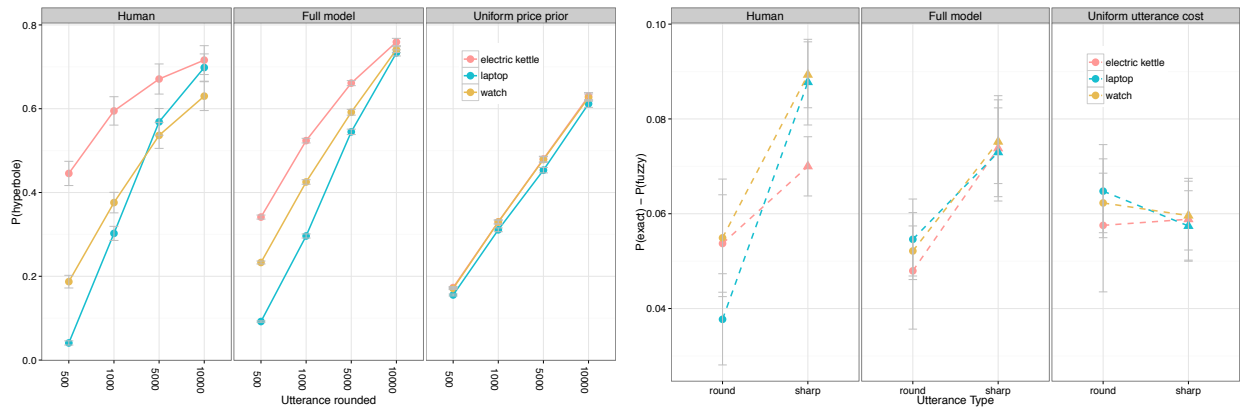 Human
Full model
Uniform price prior
P(hyperbole)
0.8
0.6
0.4
0.2
0.0
electric kettle
laptop
watch
500
1000
5000
10000
500
1000
5000
10000
500
1000
5000
10000
Utterance rounded
Human
Full model
Uniform utterance cost
P(exact) − P(fuzzy)
0.10
0.08
0.06
0.04
electric kettle
laptop
watch
round
sharp
round
sharp
round
sharp
Utterance Type